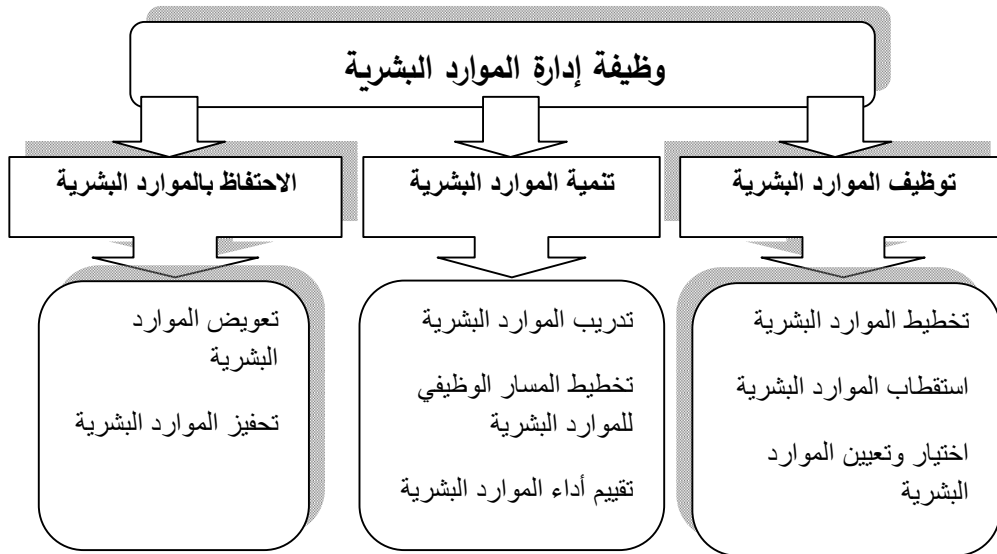 وظيفة إدارة الموارد البشرية
توظيف الموارد البشرية
تنمية الموارد البشرية
الاحتفاظ بالموارد البشرية
تخطيط الموارد البشرية
استقطاب الموارد البشرية
اختيار وتعيين الموارد
البشرية
تدريب الموارد البشرية
تخطيط المسار الوظيفي
للموارد البشرية
تقييم أداء الموارد البشرية
تعويض الموارد
البشرية
تحفيز الموارد البشرية